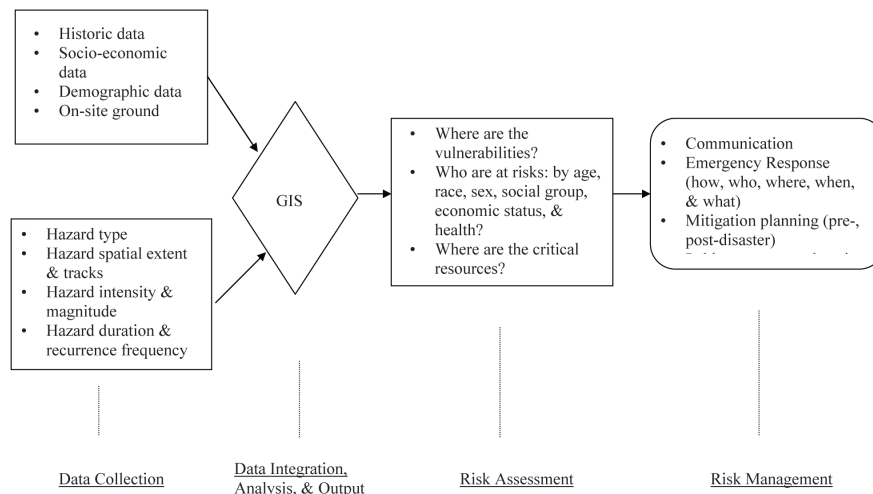 • Historic data
• Socio-economic
data
• Demographic data
• On-site ground
• Hazard type
• Hazard spatial extent
& tracks
• Hazard intensity &
magnitude
• Hazard duration &
recurrence frequency
GIS
• Where are the
vulnerabilities?
• Who are at risks: by age,
race, sex, social group,
economic status, &
health?
• Where are the critical
resources?
• Communication
• Emergency Response
(how, who, where, when,
& what)
• Mitigation planning (pre-,
post-disaster)
Data Collection
Data Integration,
Analysis, & Output
Risk Assessment
Risk Management